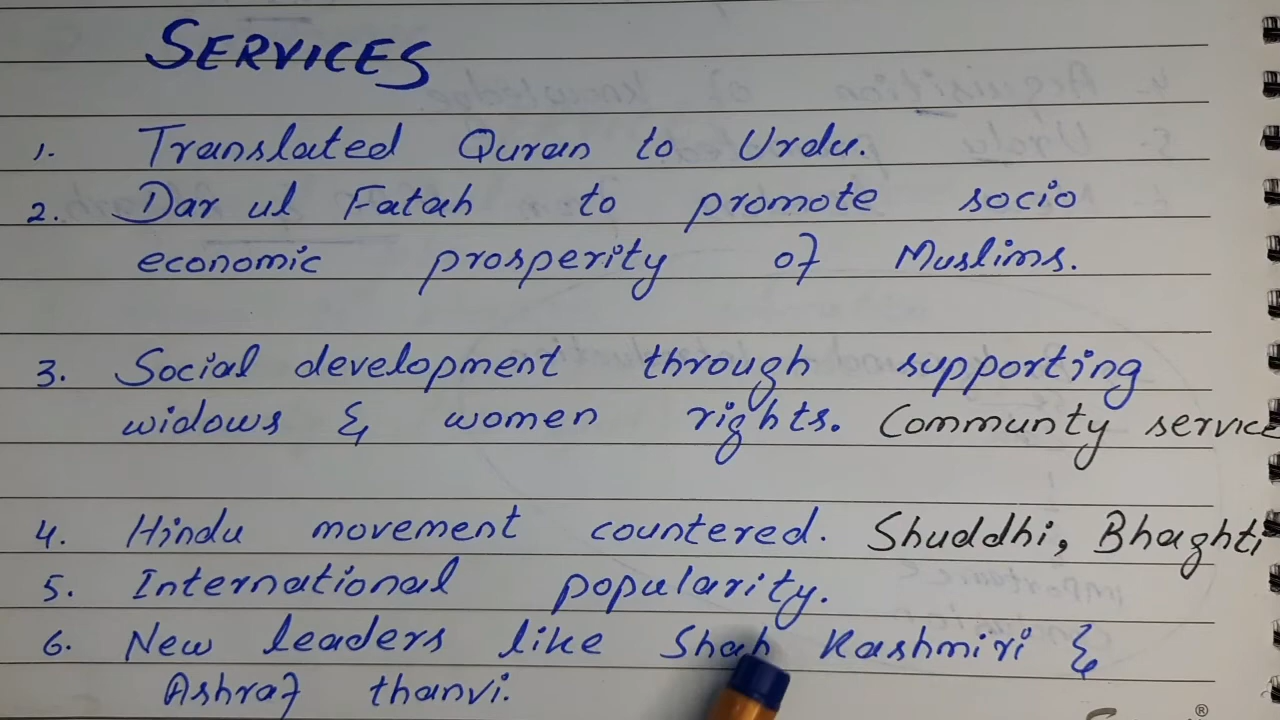 SERVICES
1. Translated Quran to Urdu.
2. Dar ul Fatah to promote socio
economic prosperity of Muslims.
3. Social development through supporting
widows & women rights. Communty service
4. Hindu movement countered. Shuddhi, Bhaghti
5. International popularity.
6. New leaders like Shah Kashmiri &
Ashraf thanvi.